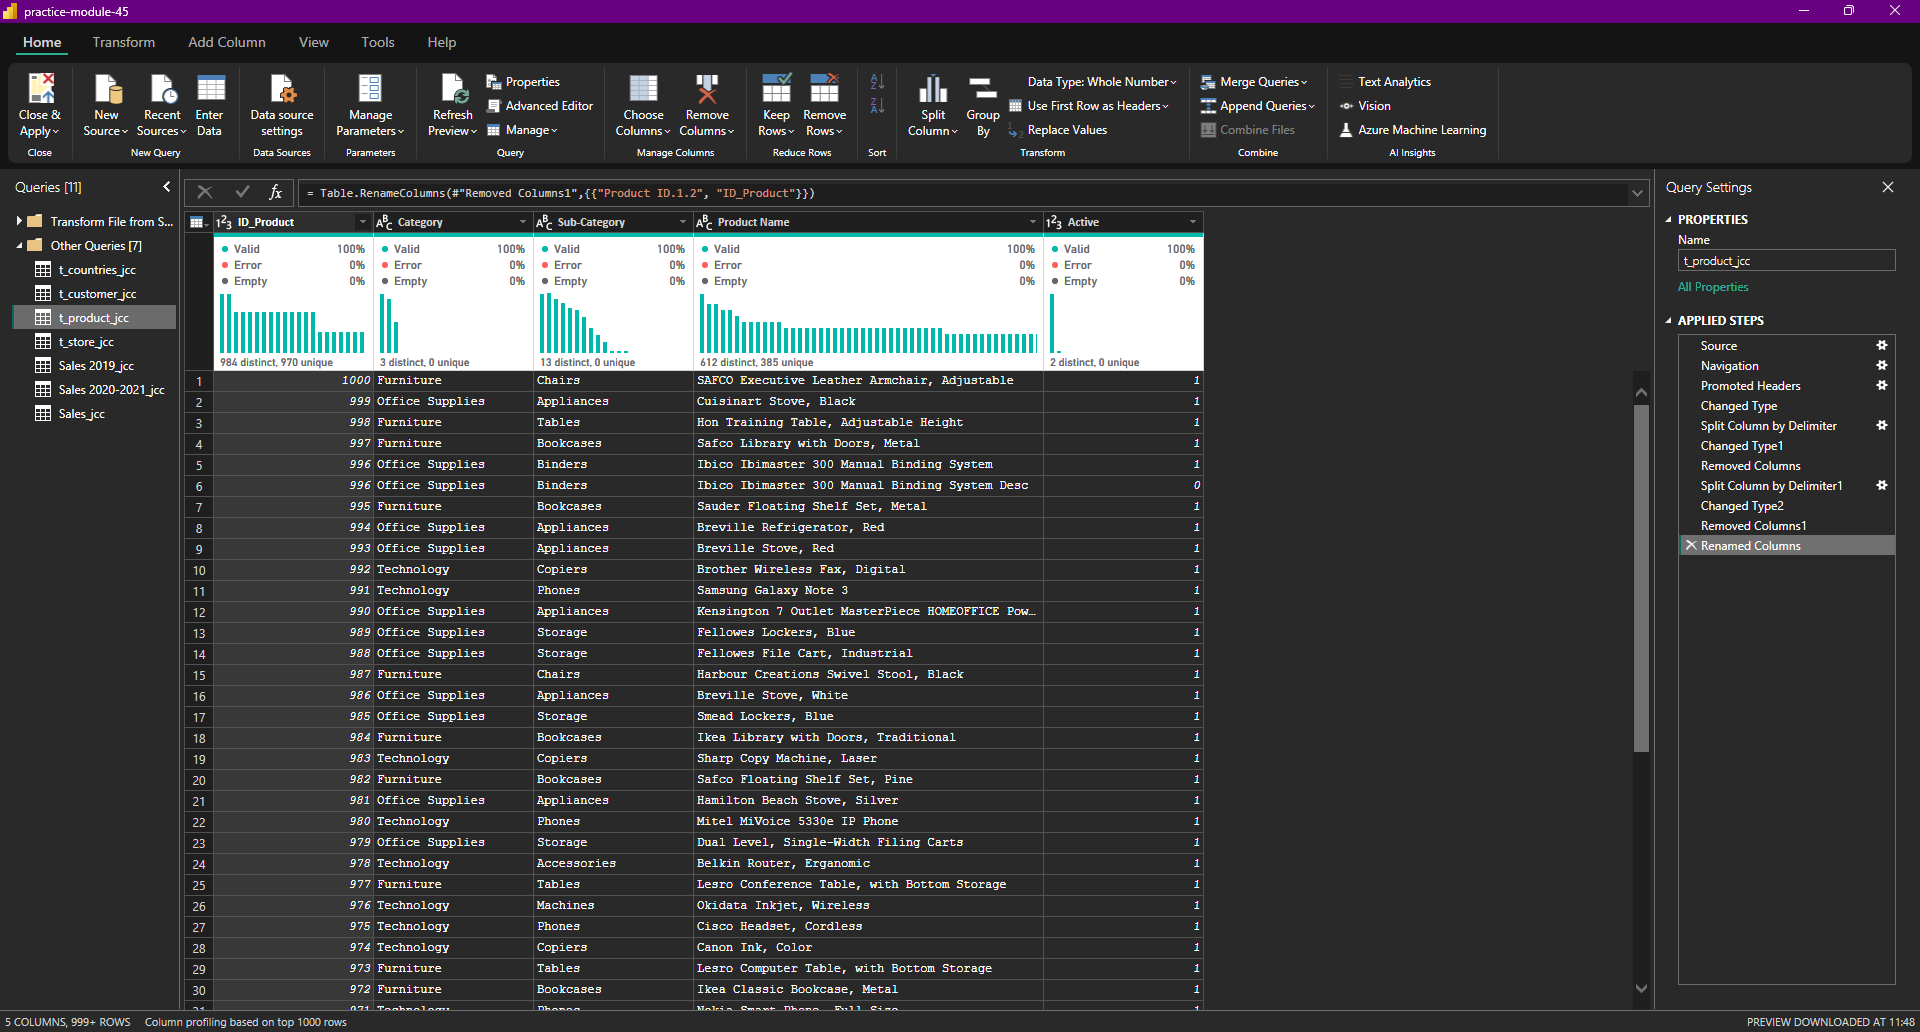 practice-module-45
Home Transform Add Column View Tools Help
Close & Apply
Close
New Source
Recent Sources
Enter Data
New Query
Data source settings
Data Sources
Manage Parameters
Parameters
Refresh Preview
Properties
Advanced Editor
Manage
Query
Choose Columns
Remove Columns
Manage Columns
Keep Rows
Remove Rows
Reduce Rows
Sort
Split Column
Group By
Data Type: Whole Number
Use First Row as Headers
Replace Values
Transform
Merge Queries
Append Queries
Combine Files
Combine
Text Analytics
Vision
Azure Machine Learning
AI Insights
Queries [11]
Transform File from S...
Other Queries [7]
t_countries_jcc
t_customer_jcc
t_product_jcc
t_store_jcc
Sales 2019_jcc
Sales 2020-2021_jcc
Sales_jcc
= Table.RenameColumns(#"Removed Columns1",{{"Product ID.1.2", "ID_Product"}})
ID_Product Category Sub-Category Product Name Active
Valid 100% Valid 100% Valid 100% Valid 100% Valid 100%
Error 0% Error 0% Error 0% Error 0% Error 0%
Empty 0% Empty 0% Empty 0% Empty 0% Empty 0%
984 distinct, 970 unique 3 distinct, 0 unique 13 distinct, 0 unique 612 distinct, 385 unique 2 distinct, 0 unique
1 1000 Furniture Chairs SAFCO Executive Leather Armchair, Adjustable 1
2 999 Office Supplies Appliances Cuisinart Stove, Black 1
3 998 Furniture Tables Hon Training Table, Adjustable Height 1
4 997 Furniture Bookcases Safco Library with Doors, Metal 1
5 996 Office Supplies Binders Ibico Ibimaster 300 Manual Binding System 1
6 996 Office Supplies Binders Ibico Ibimaster 300 Manual Binding System Desc 0
7 995 Furniture Bookcases Sauder Floating Shelf Set, Metal 1
8 994 Office Supplies Appliances Breville Refrigerator, Red 1
9 993 Office Supplies Appliances Breville Stove, Red 1
10 992 Technology Copiers Brother Wireless Fax, Digital 1
11 991 Technology Phones Samsung Galaxy Note 3 1
12 990 Office Supplies Appliances Kensington 7 Outlet MasterPiece HOMEOFFICE Pow... 1
13 989 Office Supplies Storage Fellowes Lockers, Blue 1
14 988 Office Supplies Storage Fellowes File Cart, Industrial 1
15 987 Furniture Chairs Harbour Creations Swivel Stool, Black 1
16 986 Office Supplies Appliances Breville Stove, White 1
17 985 Office Supplies Storage Smead Lockers, Blue 1
18 984 Furniture Bookcases Ikea Library with Doors, Traditional 1
19 983 Technology Copiers Sharp Copy Machine, Laser 1
20 982 Furniture Bookcases Safco Floating Shelf Set, Pine 1
21 981 Office Supplies Appliances Hamilton Beach Stove, Silver 1
22 980 Technology Phones Mitel MiVoice 5330e IP Phone 1
23 979 Office Supplies Storage Dual Level, Single-Width Filing Carts 1
24 978 Technology Accessories Belkin Router, Erganomic 1
25 977 Furniture Tables Lesro Conference Table, with Bottom Storage 1
26 976 Technology Machines Okidata Inkjet, Wireless 1
27 975 Technology Phones Cisco Headset, Cordless 1
28 974 Technology Copiers Canon Ink, Color 1
29 973 Furniture Tables Lesro Computer Table, with Bottom Storage 1
30 972 Furniture Bookcases Ikea Classic Bookcase, Metal 1
Query Settings
PROPERTIES
Name
t_product_jcc
All Properties
APPLIED STEPS
Source
Navigation
Promoted Headers
Changed Type
Split Column by Delimiter
Changed Type1
Removed Columns
Split Column by Delimiter1
Changed Type2
Removed Columns1
Renamed Columns
5 COLUMNS, 999+ ROWS Column profiling based on top 1000 rows
PREVIEW DOWNLOADED AT 11:48